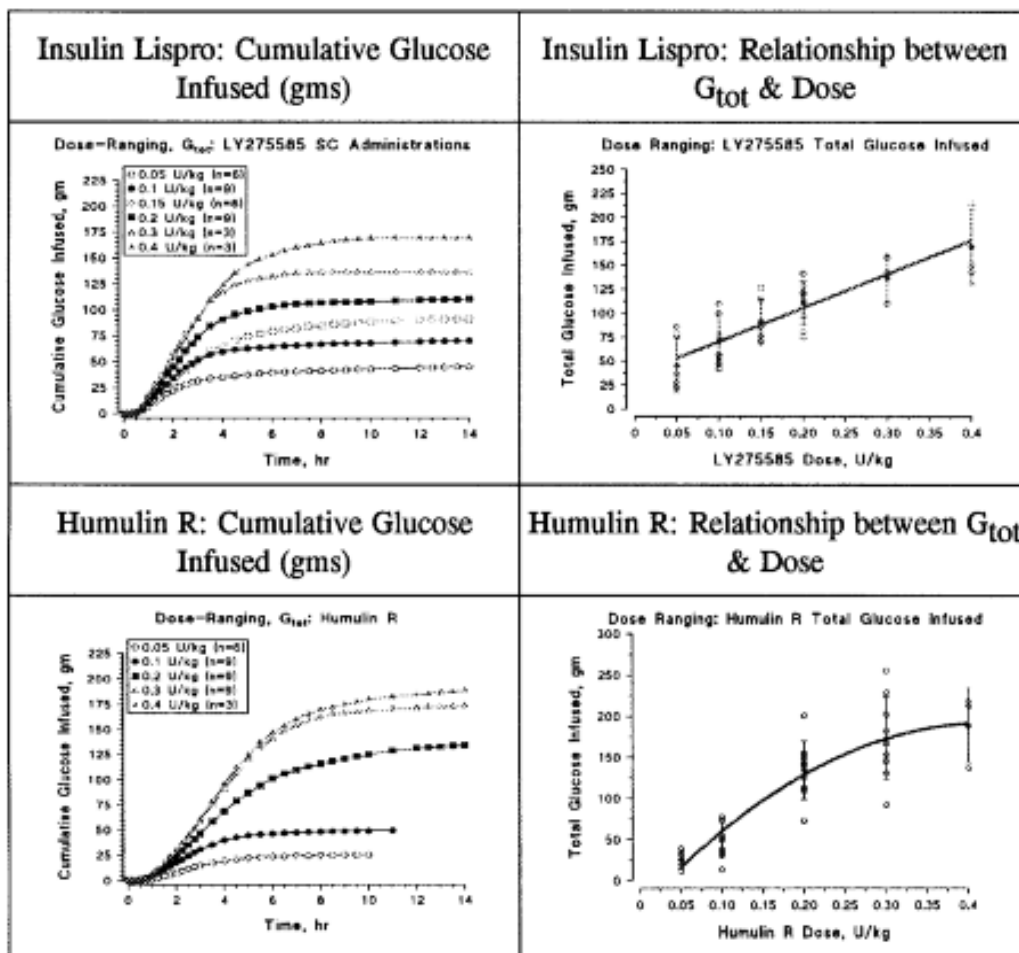 Insulin Lispro: Cumulative Glucose
Infused (gms)
Insulin Lispro: Relationship between
Gtot & Dose
Dose-Ranging, Gtot: LY275585 SC Administrations
0.05 U/kg (n=6)
0.1 U/kg (n=9)
0.15 U/kg (n=6)
0.2 U/kg (n=9)
0.3 U/kg (n=3)
0.4 U/kg (n=3)
Cumulative Glucose Infused, gm
225
200
175
150
125
100
75
50
25
0
0 2 4 6 8 10 12 14
Time, hr
Dose Ranging: LY275585 Total Glucose Infused
Total Glucose Infused, gm
250
225
200
175
150
125
100
75
50
25
0
0 0.05 0.10 0.15 0.20 0.30 0.4
LY275585 Dose, U/kg
Humulin R: Cumulative Glucose
Infused (gms)
Humulin R: Relationship between Gtot
& Dose
Dose-Ranging, Gtot: Humulin R
0.05 U/kg (n=6)
0.1 U/kg (n=9)
0.2 U/kg (n=9)
0.3 U/kg (n=9)
0.4 U/kg (n=3)
Cumulative Glucose Infused, gm
225
200
175
150
125
100
75
50
25
0
0 2 4 6 8 10 12 14
Time, hr
Dose Ranging: Humulin R Total Glucose Infused
Total Glucose Infused, gm
300
250
200
150
100
50
0
0 0.05 0.10 0.15 0.20 0.25 0.30 0.35 0.4
Humulin R Dose, U/kg